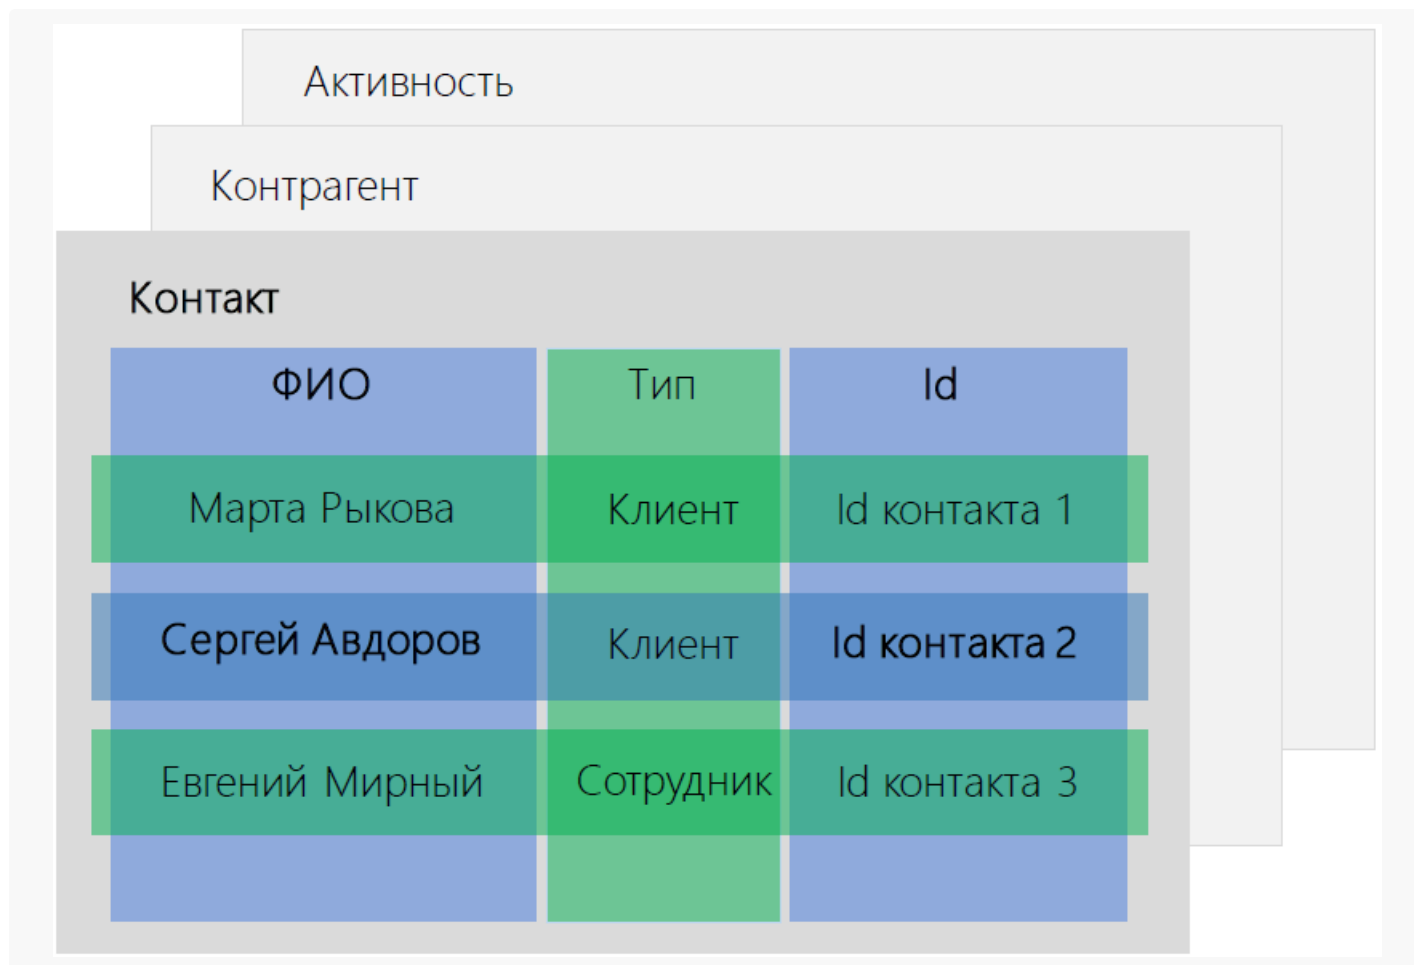 Активность
Контрагент
Контакт
ФИО Тип Id
Марта Рыкова Клиент Id контакта 1
Сергей Авдоров Клиент Id контакта 2
Евгений Мирный Сотрудник Id контакта 3